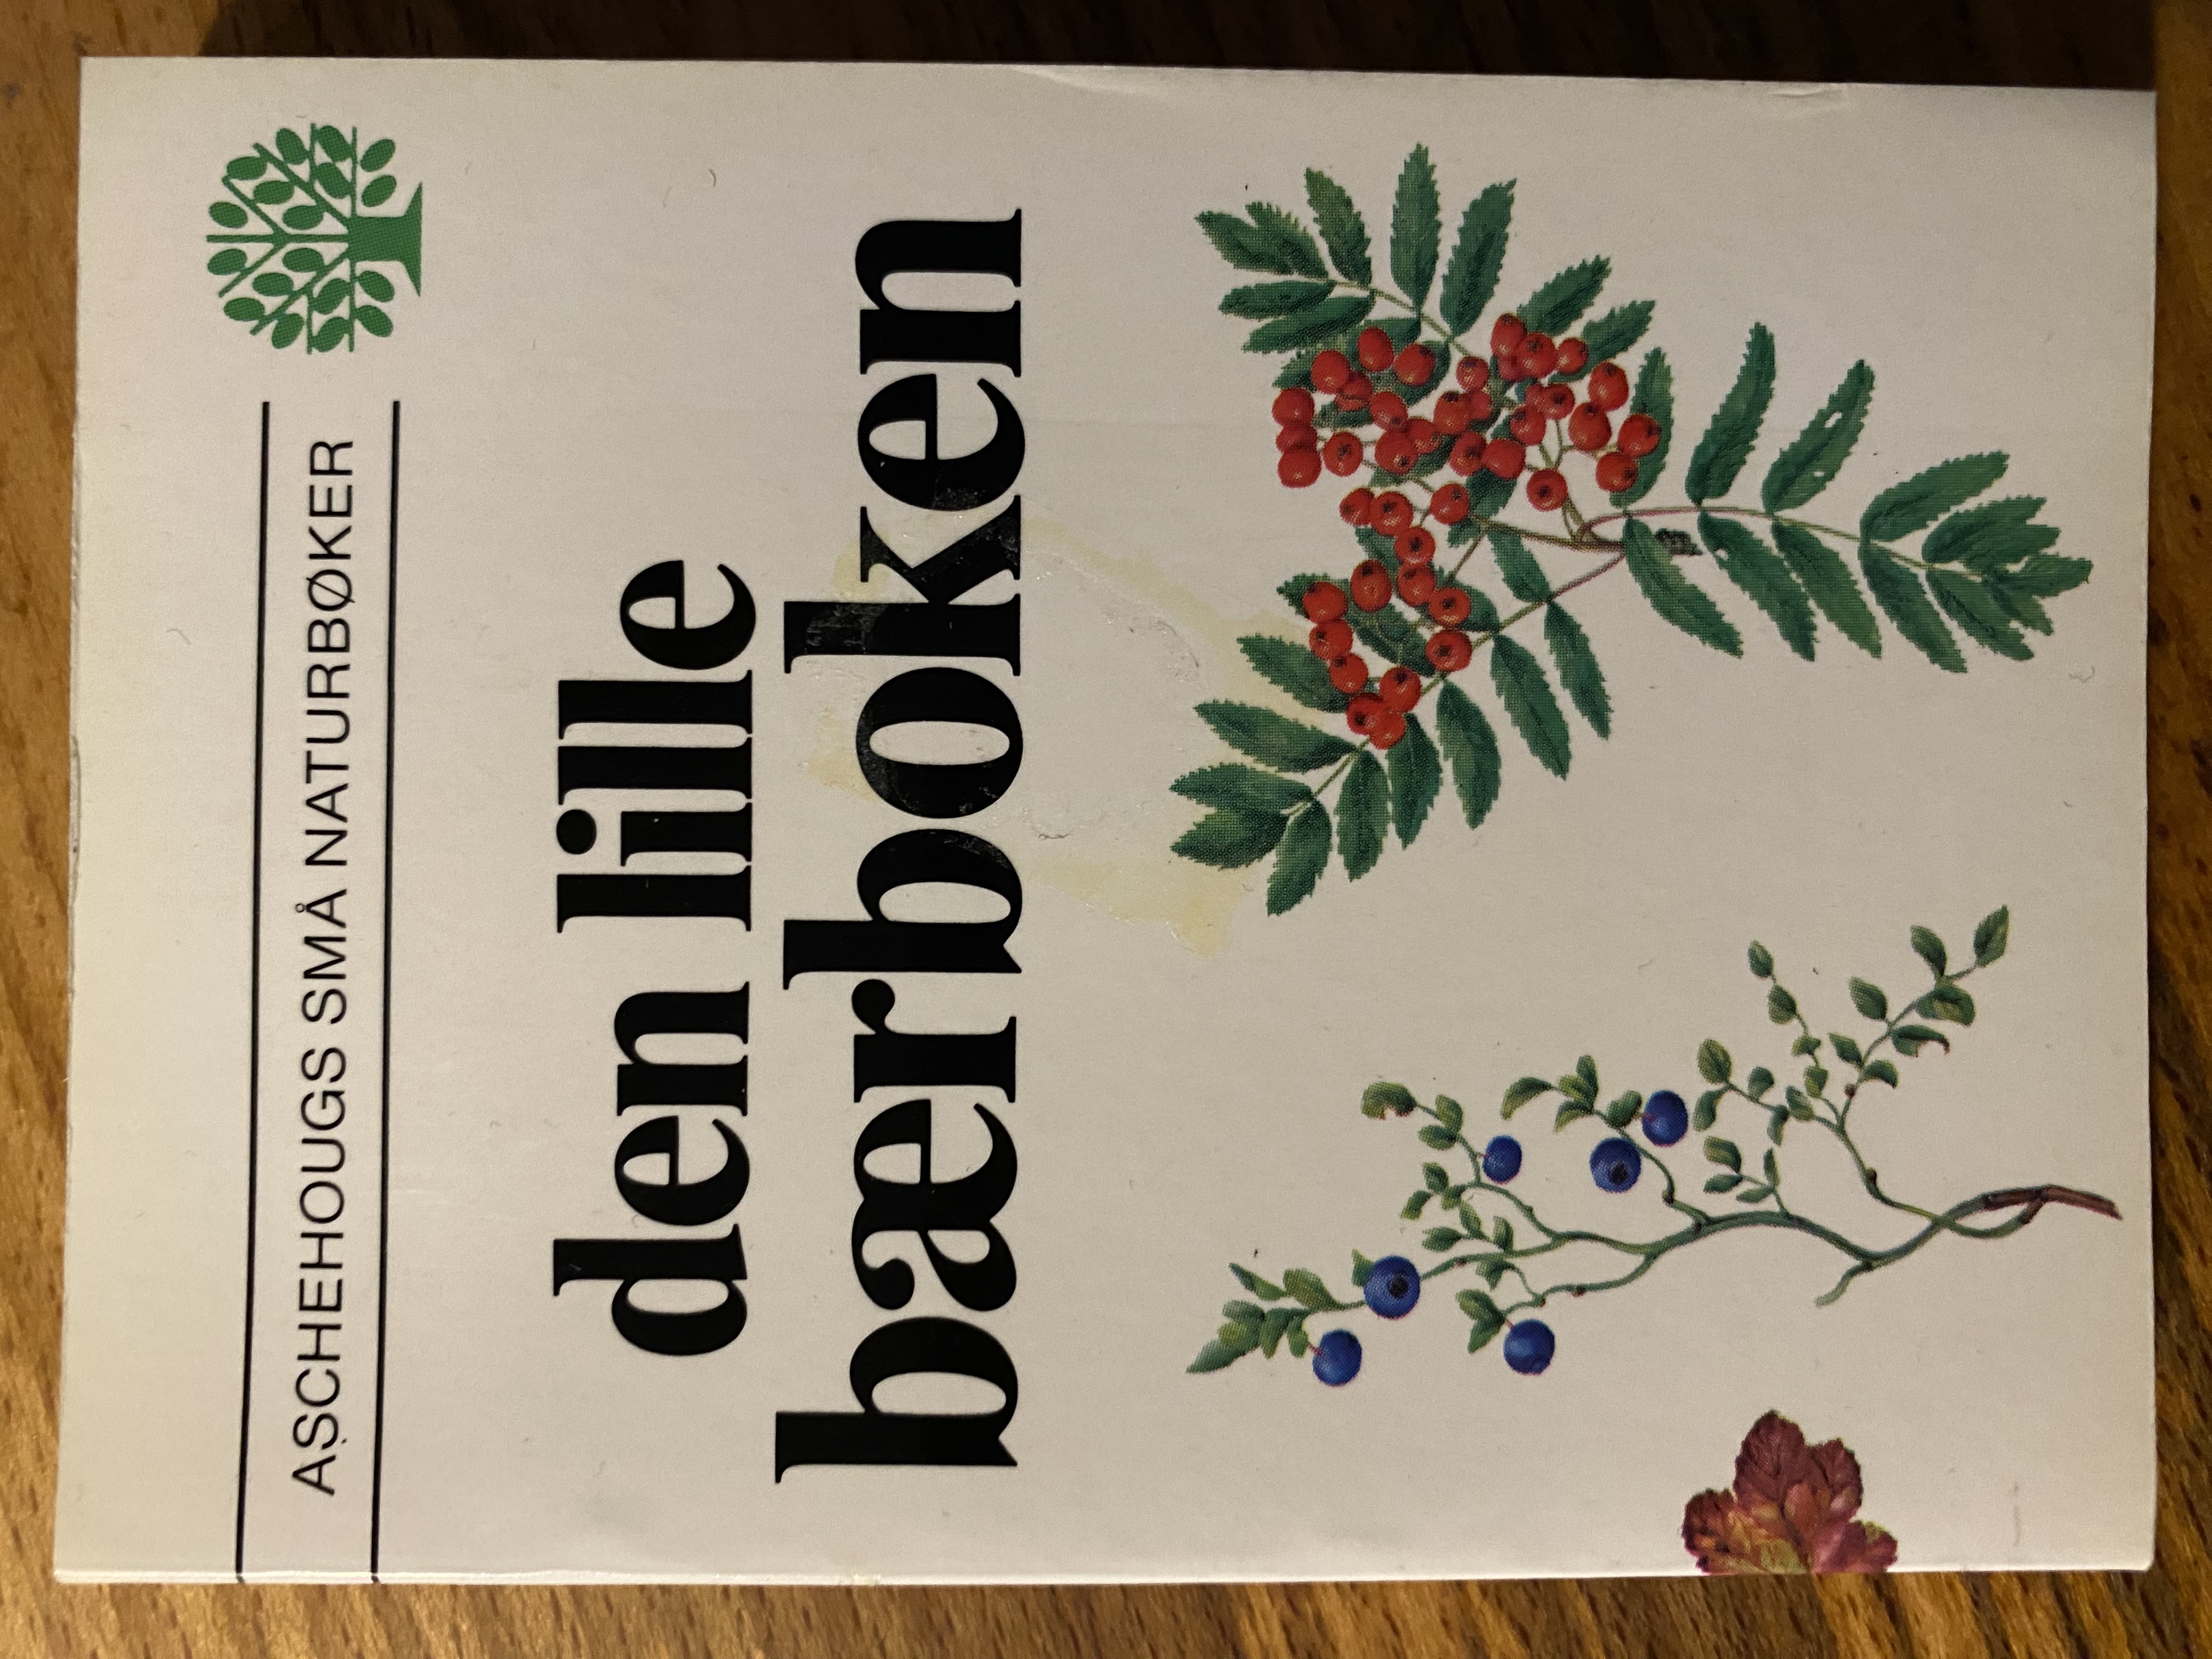 ASCHEHOUGS SMÅ NATURBØKER
den lille
bærboken